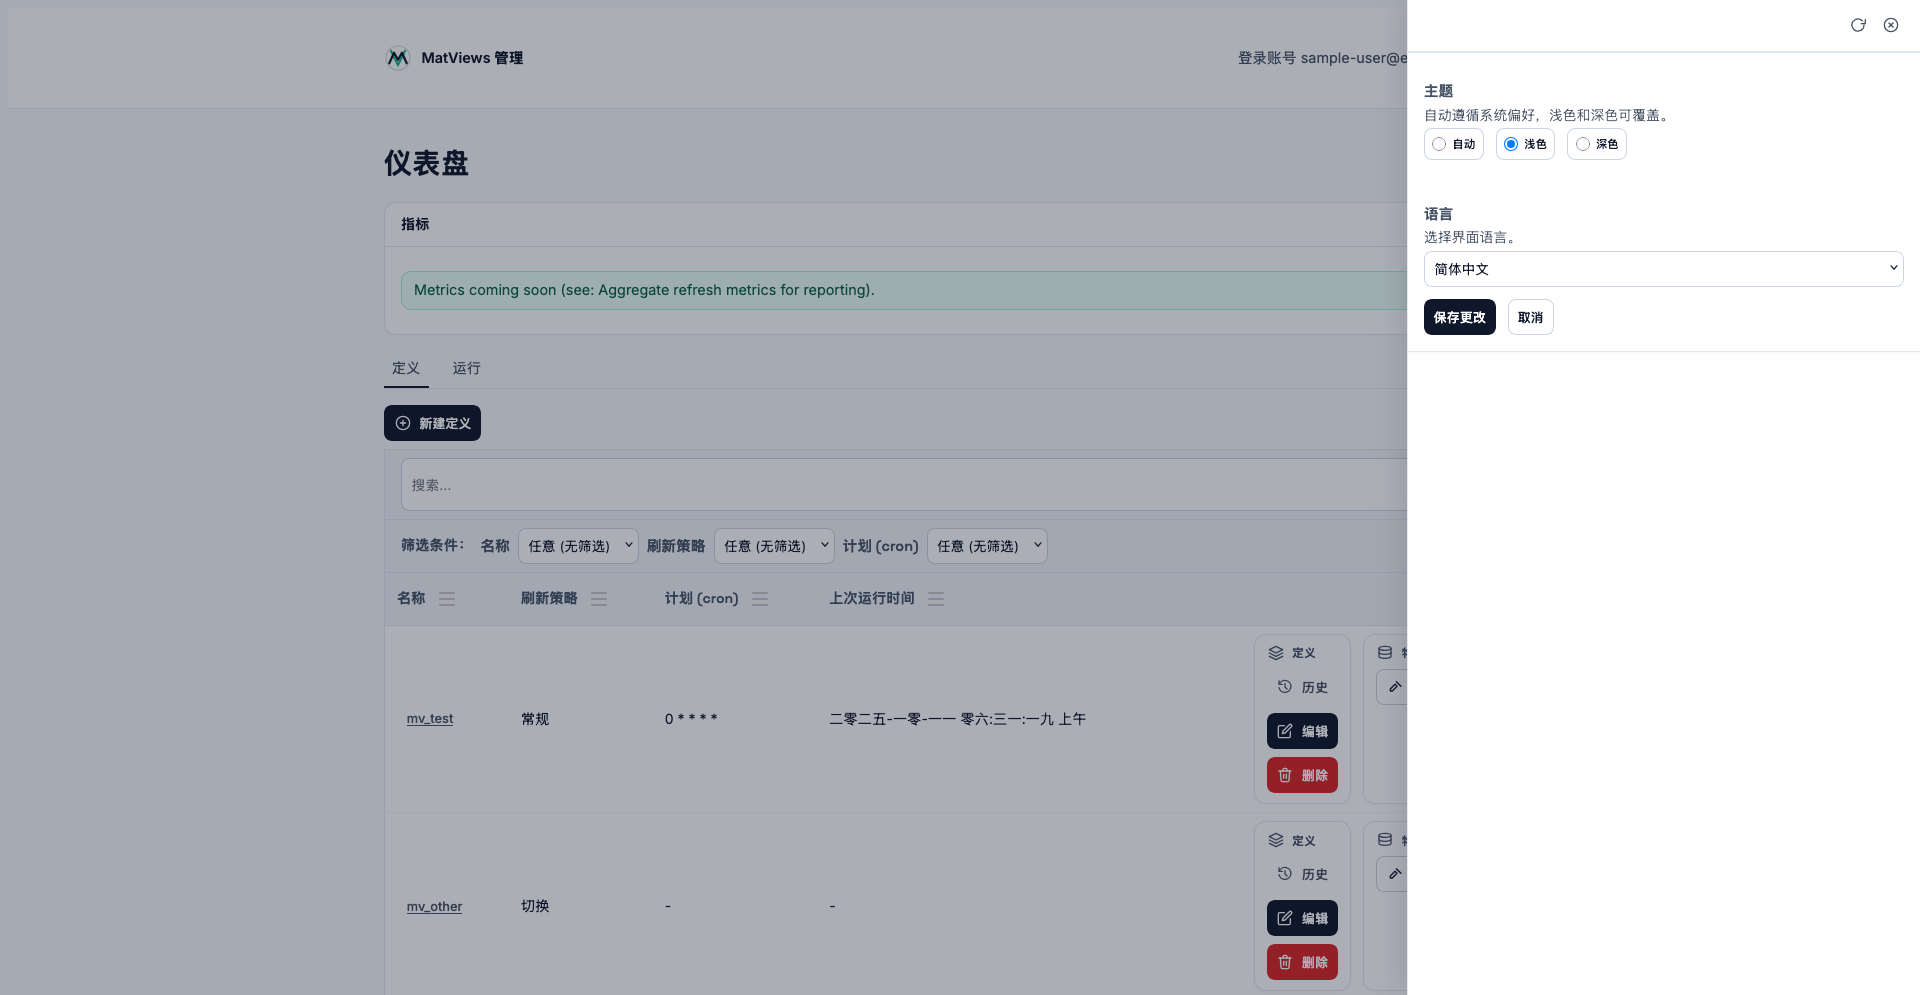 MatViews 管理
登录账号 sample-user@e
仪表盘
指标
Metrics coming soon (see: Aggregate refresh metrics for reporting).
定义 运行
新建定义
搜索...
筛选条件： 名称 任意 (无筛选) 刷新策略 任意 (无筛选) 计划 (cron) 任意 (无筛选)
名称 刷新策略 计划 (cron) 上次运行时间
定义
历史
mv_test 常规 0 * * * * 二零二五-一零-一一 零六:三一:一九 上午
编辑
删除
定义
历史
mv_other 切换 - -
编辑
删除
主题
自动遵循系统偏好，浅色和深色可覆盖。
自动 浅色 深色
语言
选择界面语言。
简体中文
保存更改 取消